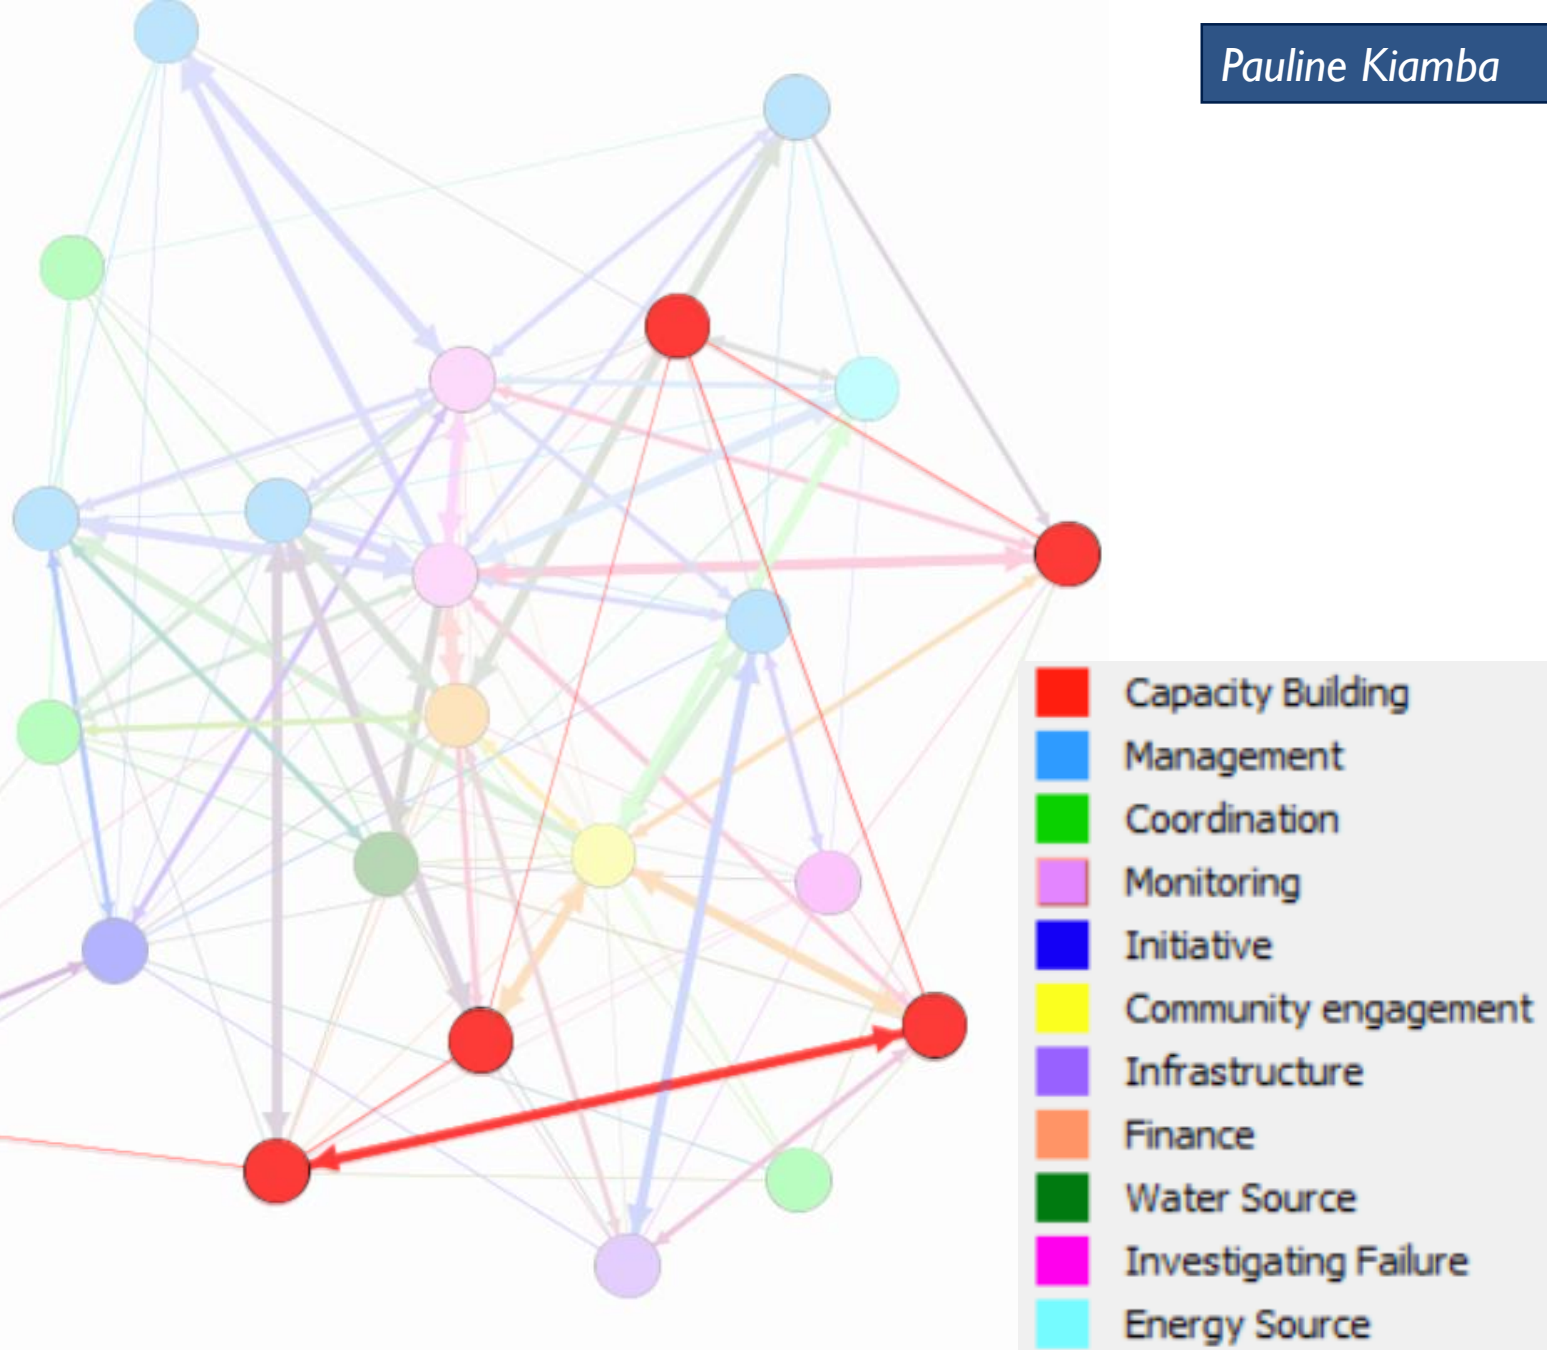 Pauline Kiamba
Capacity Building
Management
Coordination
Monitoring
Initiative
Community engagement
Infrastructure
Finance
Water Source
Investigating Failure
Energy Source